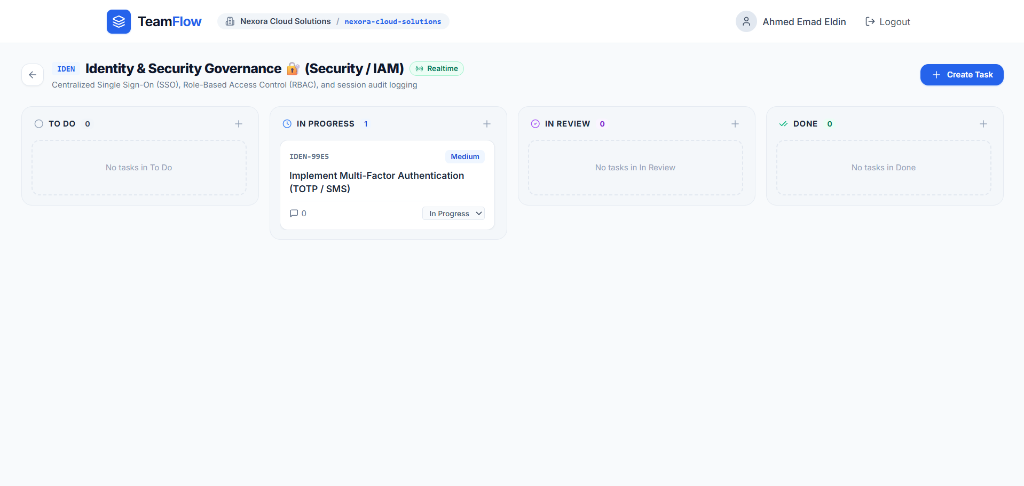 TeamFlow
Nexora Cloud Solutions / nexora-cloud-solutions
Ahmed Emad Eldin
Logout
IDEN Identity & Security Governance 🔐 (Security / IAM) Realtime
Centralized Single Sign-On (SSO), Role-Based Access Control (RBAC), and session audit logging
+ Create Task
TO DO 0 +
No tasks in To Do
IN PROGRESS 1 +
IDEN-99E5 Medium
Implement Multi-Factor Authentication
(TOTP / SMS)
0 In Progress
IN REVIEW 0 +
No tasks in In Review
DONE 0 +
No tasks in Done